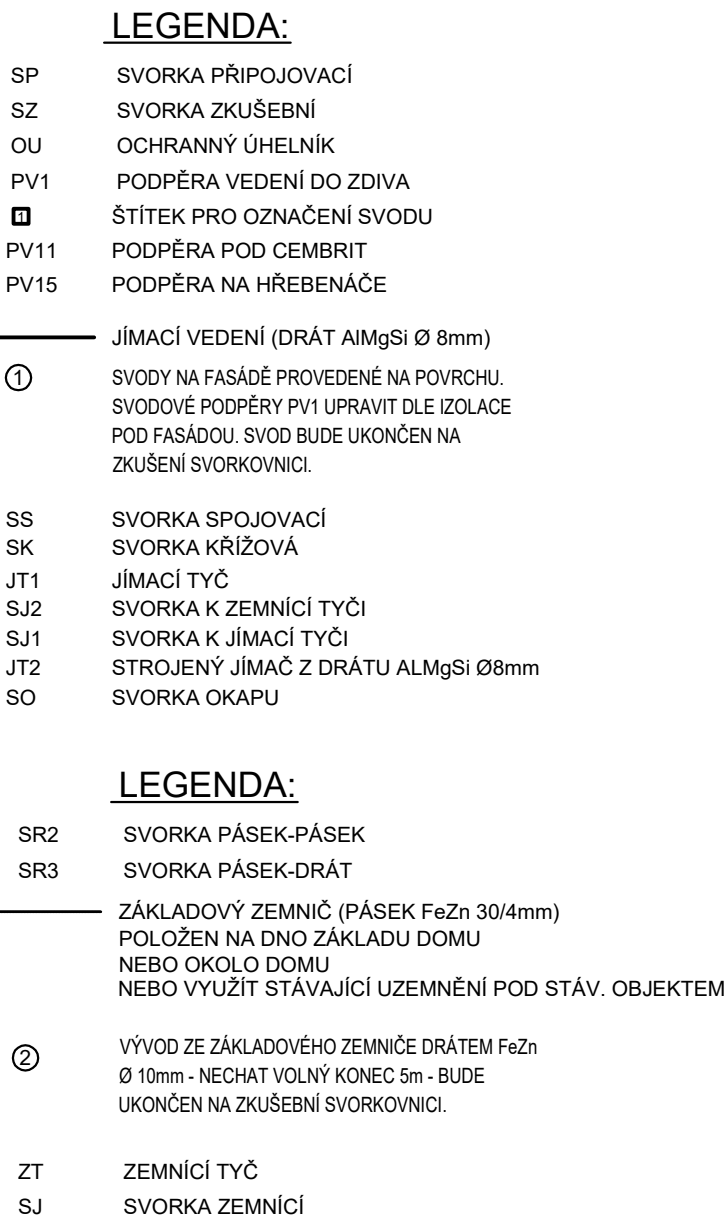 LEGENDA:
SP SVORKA PŘIPOJOVACÍ
SZ SVORKA ZKUŠEBNÍ
OU OCHRANNÝ ÚHELNÍK
PV1 PODPĚRA VEDENÍ DO ZDIVA
1 ŠTÍTEK PRO OZNAČENÍ SVODU
PV11 PODPĚRA POD CEMBRIT
PV15 PODPĚRA NA HŘEBENÁČE
JÍMACÍ VEDENÍ (DRÁT AlMgSi Ø 8mm)
1 SVODY NA FASÁDĚ PROVEDENÉ NA POVRCHU.
SVODOVÉ PODPĚRY PV1 UPRAVIT DLE IZOLACE
POD FASÁDOU. SVOD BUDE UKONČEN NA
ZKUŠENÍ SVORKOVNICI.
SS SVORKA SPOJOVACÍ
SK SVORKA KŘÍŽOVÁ
JT1 JÍMACÍ TYČ
SJ2 SVORKA K ZEMNÍCÍ TYČI
SJ1 SVORKA K JÍMACÍ TYČI
JT2 STROJENÝ JÍMAČ Z DRÁTU ALMgSi Ø8mm
SO SVORKA OKAPU
LEGENDA:
SR2 SVORKA PÁSEK-PÁSEK
SR3 SVORKA PÁSEK-DRÁT
ZÁKLADOVÝ ZEMNIČ (PÁSEK FeZn 30/4mm)
POLOŽEN NA DNO ZÁKLADU DOMU
NEBO OKOLO DOMU
NEBO VYUŽÍT STÁVAJÍCÍ UZEMNĚNÍ POD STÁV. OBJEKTEM
2 VÝVOD ZE ZÁKLADOVÉHO ZEMNIČE DRÁTEM FeZn
Ø 10mm - NECHAT VOLNÝ KONEC 5m - BUDE
UKONČEN NA ZKUŠEBNÍ SVORKOVNICI.
ZT ZEMNÍCÍ TYČ
SJ SVORKA ZEMNÍCÍ